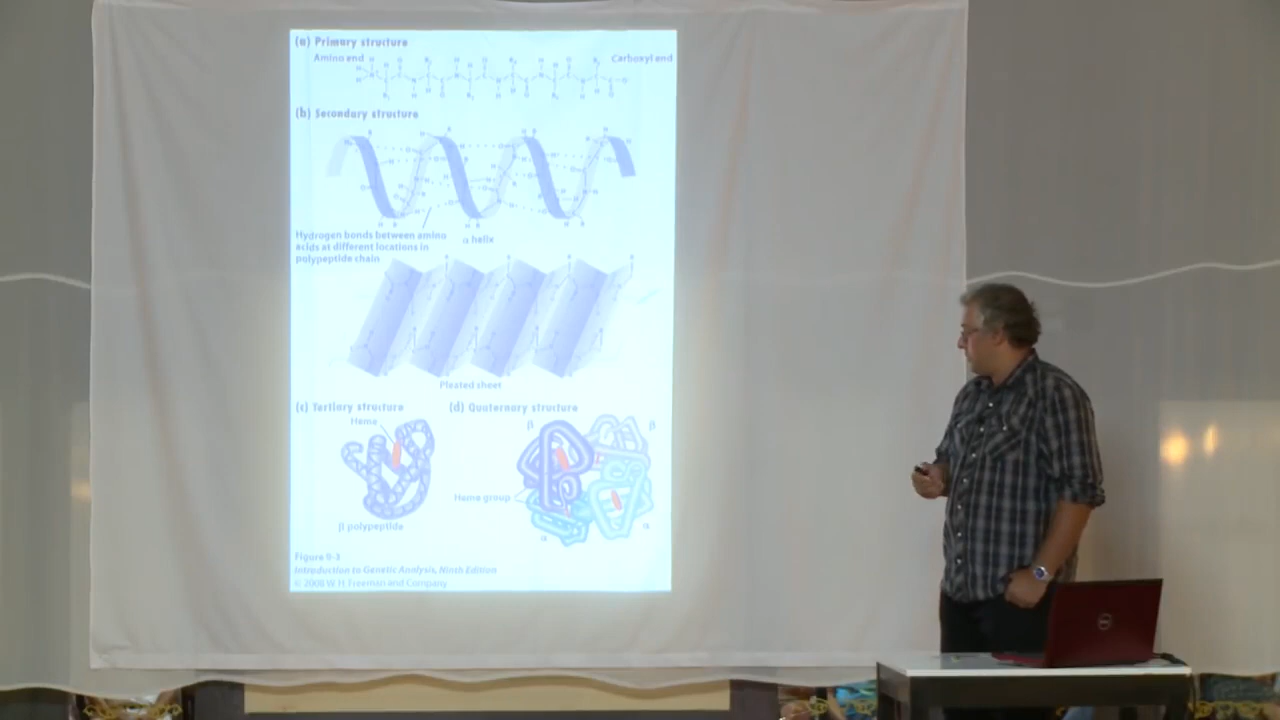 (a) Primary structure
Amino end
Carboxyl end
(b) Secondary structure
Hydrogen bonds between amino
acids at different locations in
polypeptide chain
α helix
Pleated sheet
(c) Tertiary structure
(d) Quaternary structure
Heme
β
β
Heme group
β polypeptide
α
α
Figure 9-3
Introduction to Genetic Analysis, Ninth Edition
© 2008 W. H. Freeman and Company
DELL